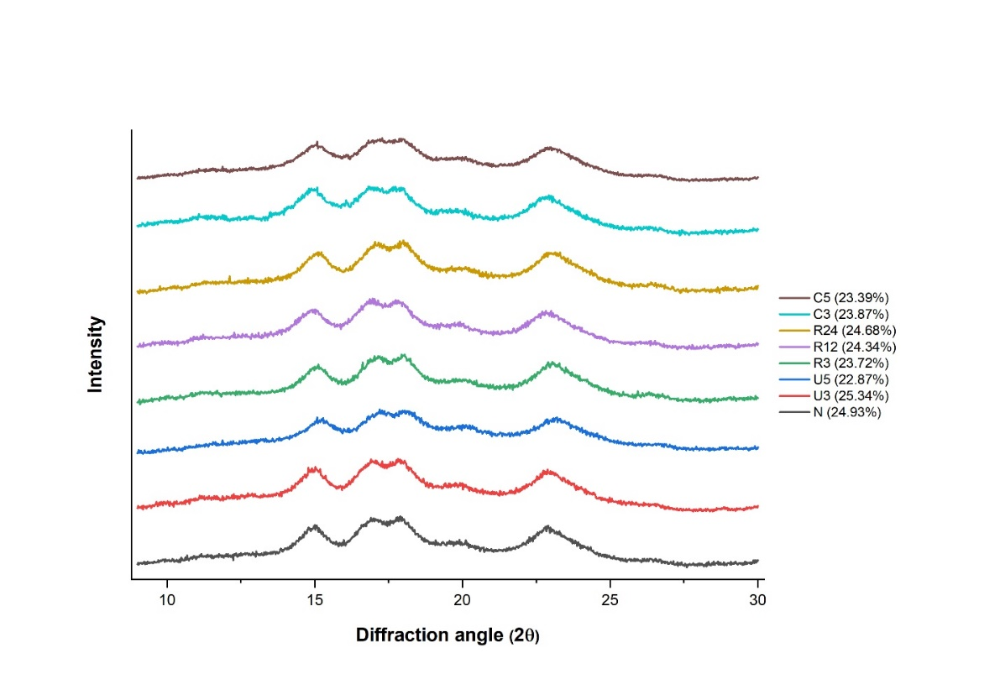 Intensity
C5 (23.39%)
C3 (23.87%)
R24 (24.68%)
R12 (24.34%)
R3 (23.72%)
U5 (22.87%)
U3 (25.34%)
N (24.93%)
10 15 20 25 30
Diffraction angle (2θ)